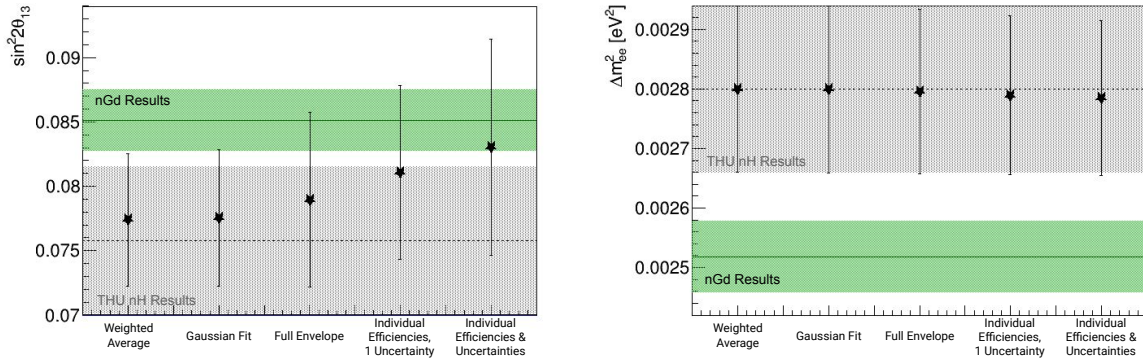 sin²2θ₁₃
0.09
0.085
0.08
0.075
0.07
nGd Results
THU nH Results
Weighted
Average
Gaussian Fit
Full Envelope
Individual
Efficiencies,
1 Uncertainty
Individual
Efficiencies &
Uncertainties
Δm²ₑₑ [eV²]
0.0029
0.0028
0.0027
0.0026
0.0025
THU nH Results
nGd Results
Weighted
Average
Gaussian Fit
Full Envelope
Individual
Efficiencies,
1 Uncertainty
Individual
Efficiencies &
Uncertainties